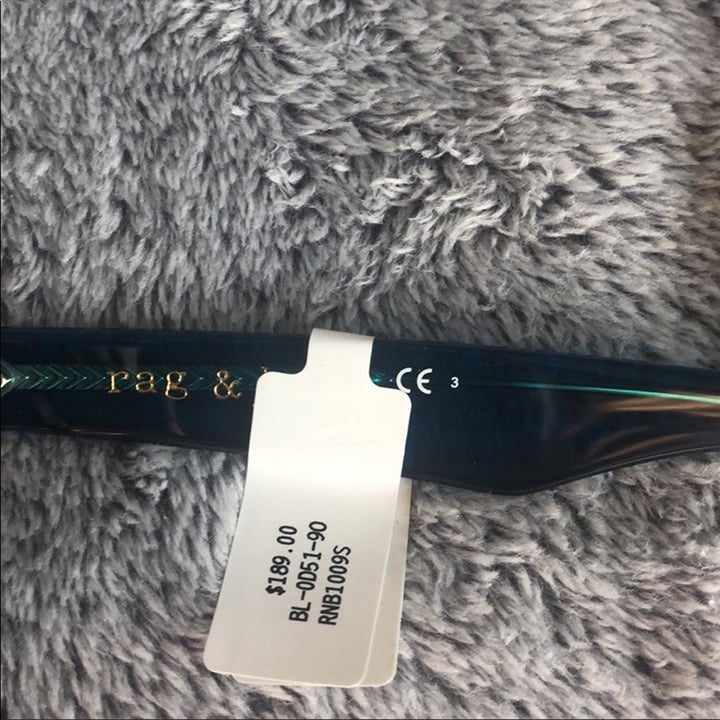 rag &
CE 3
$189.00
BL-0D51-90
RNB1009S